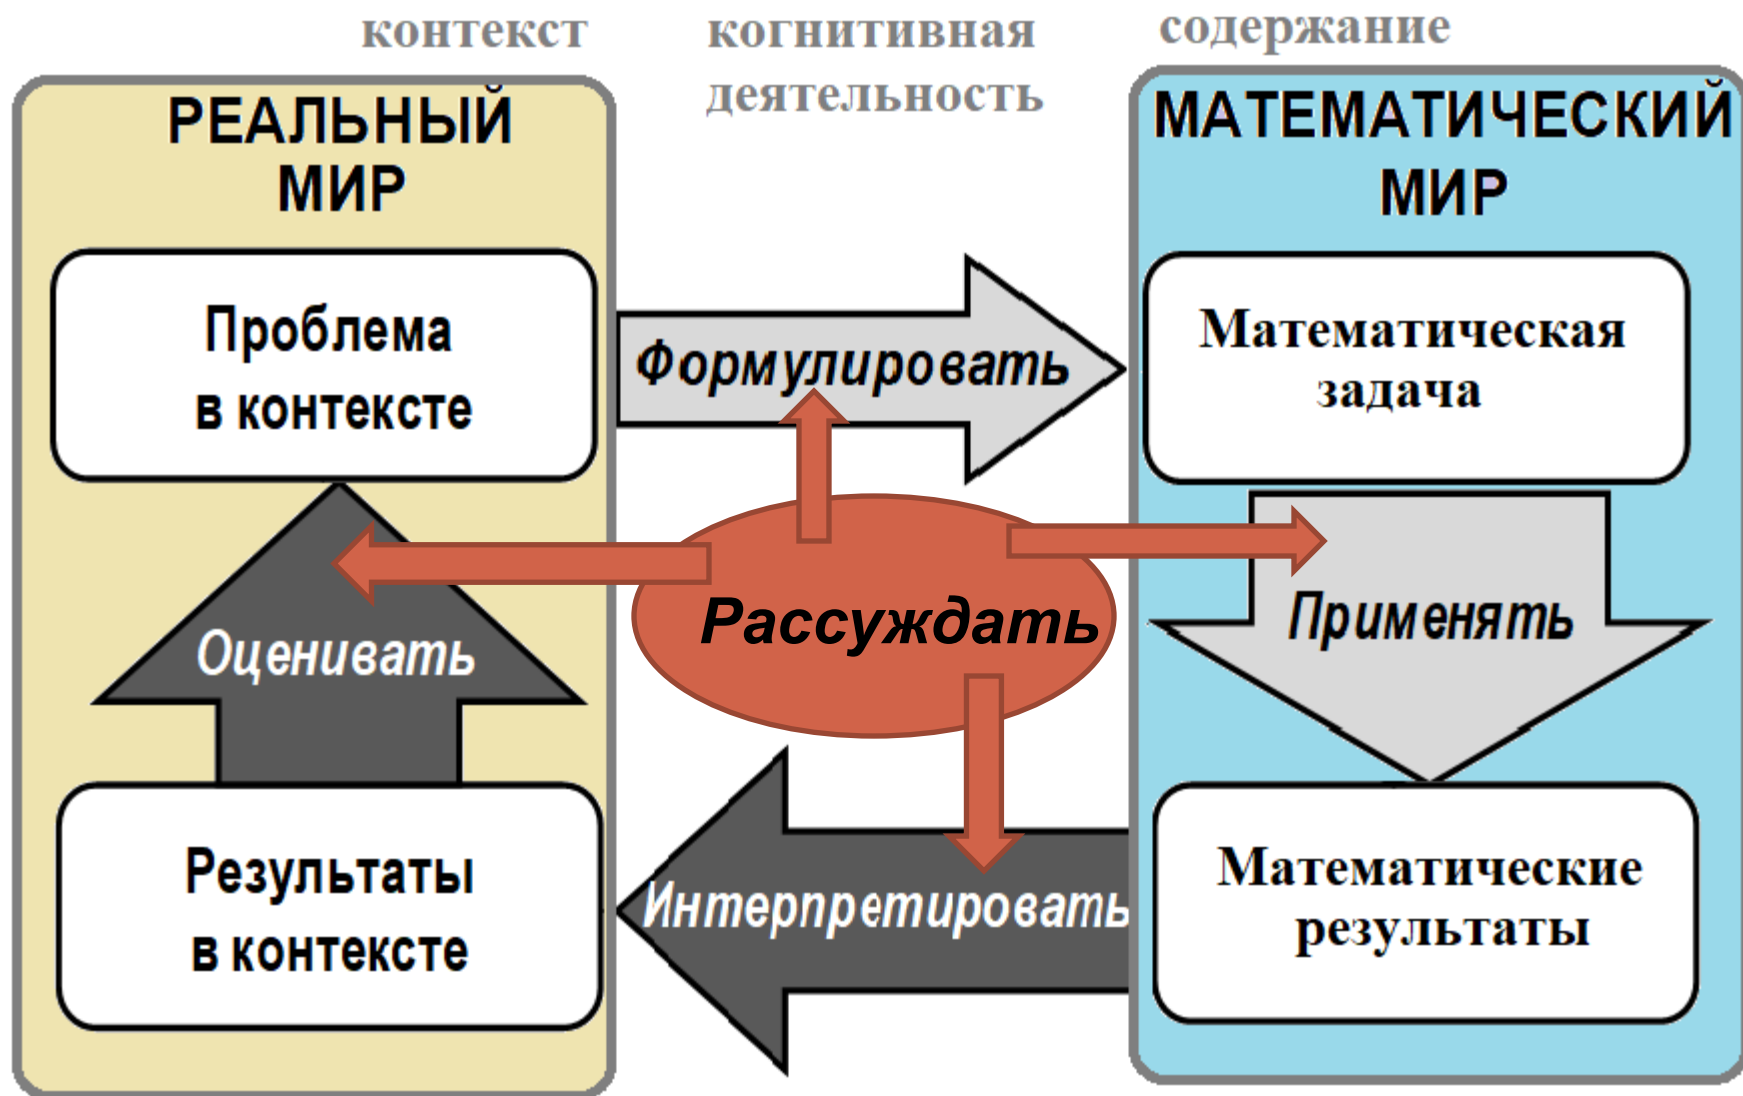 контекст
когнитивная
деятельность
содержание
РЕАЛЬНЫЙ
МИР
МАТЕМАТИЧЕСКИЙ
МИР
Проблема
в контексте
Формулировать
Математическая
задача
Оценивать
Рассуждать
Применять
Результаты
в контексте
Интерпретировать
Математические
результаты